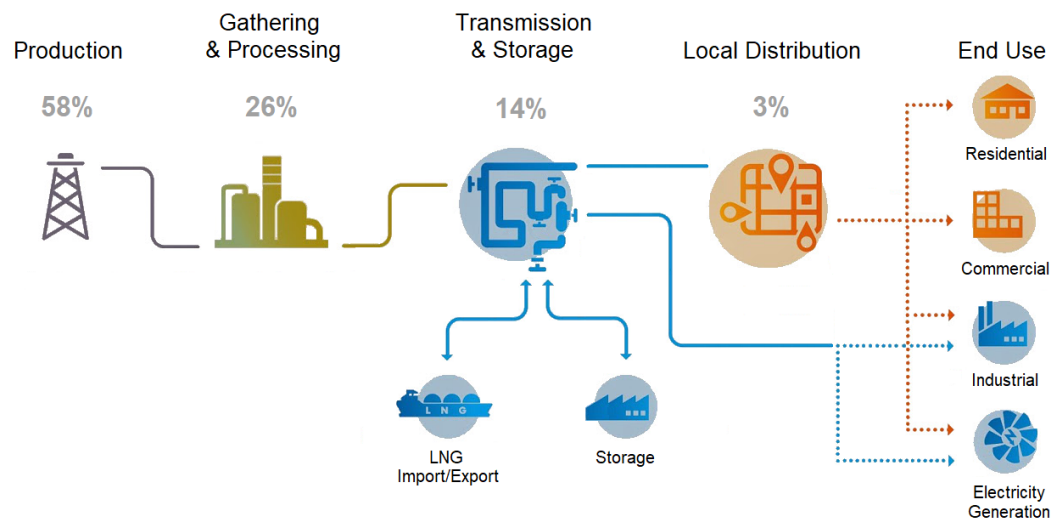 Production
Gathering
& Processing
Transmission
& Storage
Local Distribution
End Use
58%
26%
14%
3%
Residential
Commercial
Industrial
LNG
LNG
Import/Export
Storage
Electricity
Generation